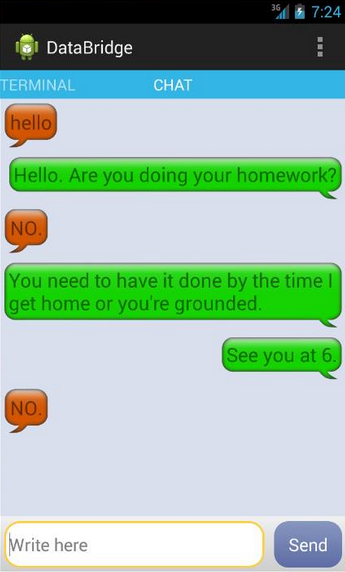 3G 7:24
DataBridge
TERMINAL CHAT
hello
Hello. Are you doing your homework?
NO.
You need to have it done by the time I
get home or you're grounded.
See you at 6.
NO.
Write here Send